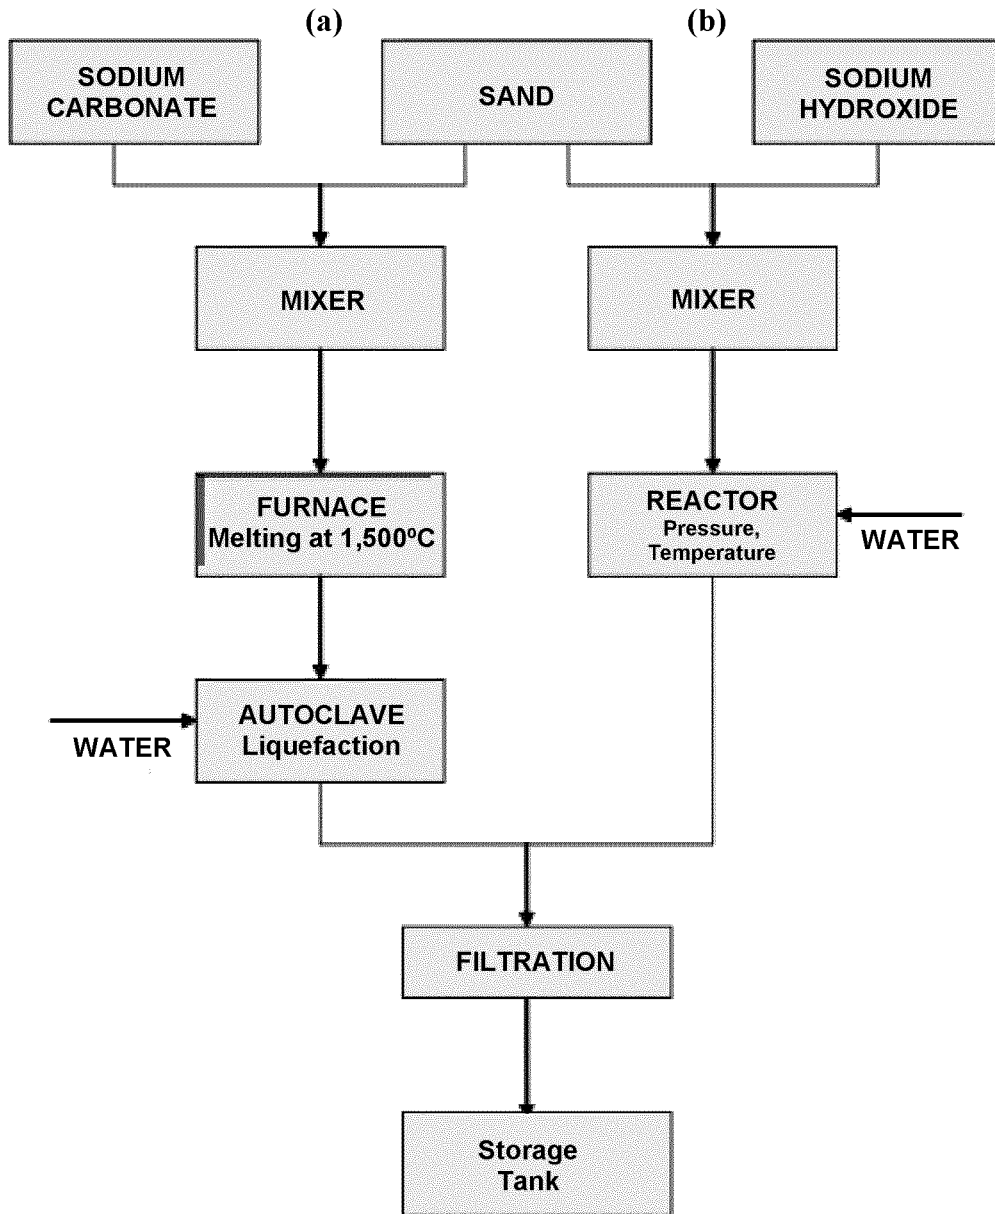 (a)
(b)
SODIUM
CARBONATE
SAND
SODIUM
HYDROXIDE
MIXER
MIXER
FURNACE
Melting at 1,500ºC
REACTOR
Pressure,
Temperature
WATER
AUTOCLAVE
Liquefaction
WATER
FILTRATION
Storage
Tank